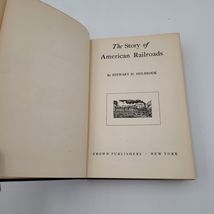 The Story of
American Railroads
By STEWART H. HOLBROOK
CROWN PUBLISHERS · NEW YORK